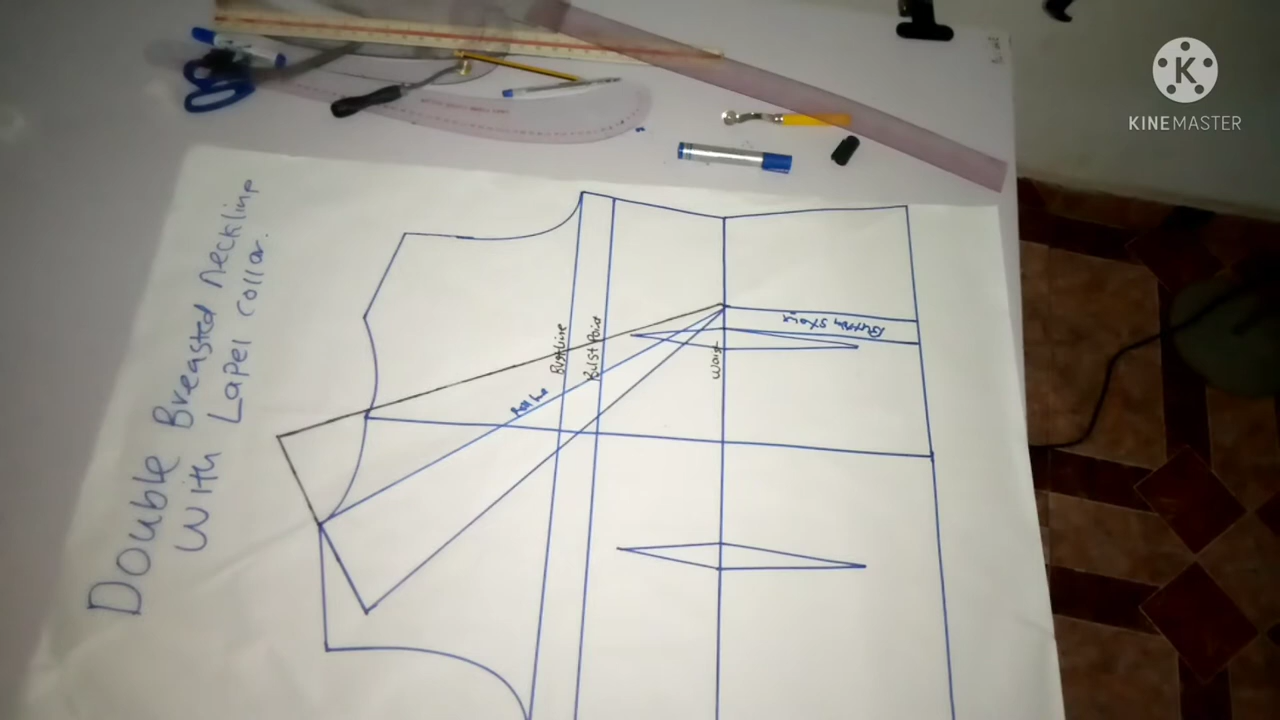 Double Breasted neckline
With Lapel collar.
Bustline
Bust Point
Roll line
Waist
Button stand
KINEMASTER